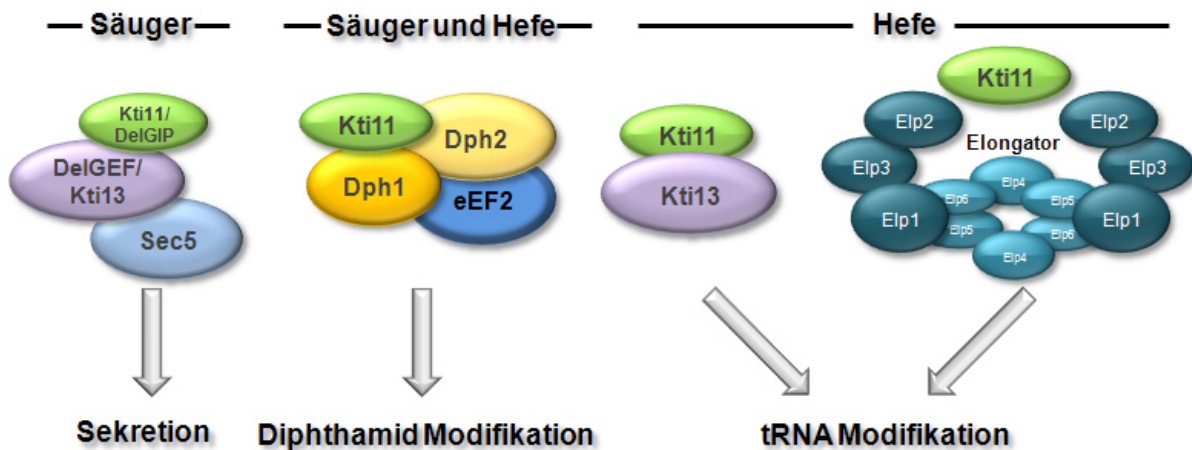 Säuger
Säuger und Hefe
Hefe
Kti11/
DelGIP
DelGEF/
Kti13
Sec5
Kti11
Dph2
Dph1
eEF2
Kti11
Kti13
Kti11
Elp2
Elp2
Elongator
Elp3
Elp3
Elp4
Elp6
Elp5
Elp1
Elp1
Elp5
Elp6
Elp4
Sekretion
Diphthamid Modifikation
tRNA Modifikation